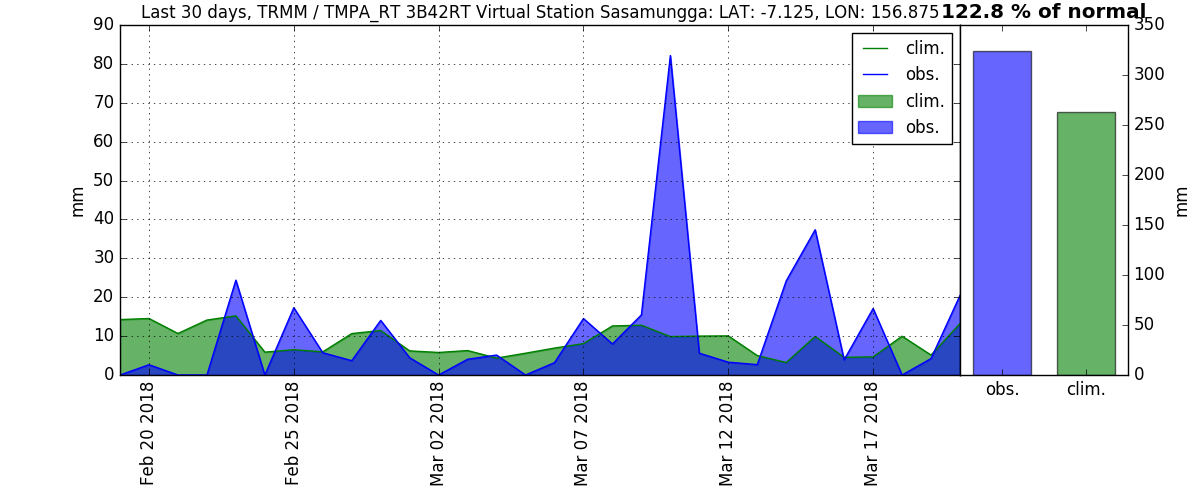 Last 30 days, TRMM / TMPA_RT 3B42RT Virtual Station Sasamungga: LAT: -7.125, LON: 156.875
122.8 % of normal
90
80
70
60
50
40
30
20
10
0
mm
clim.
obs.
clim.
obs.
Feb 20 2018
Feb 25 2018
Mar 02 2018
Mar 07 2018
Mar 12 2018
Mar 17 2018
350
300
250
200
150
100
50
0
mm
obs.
clim.